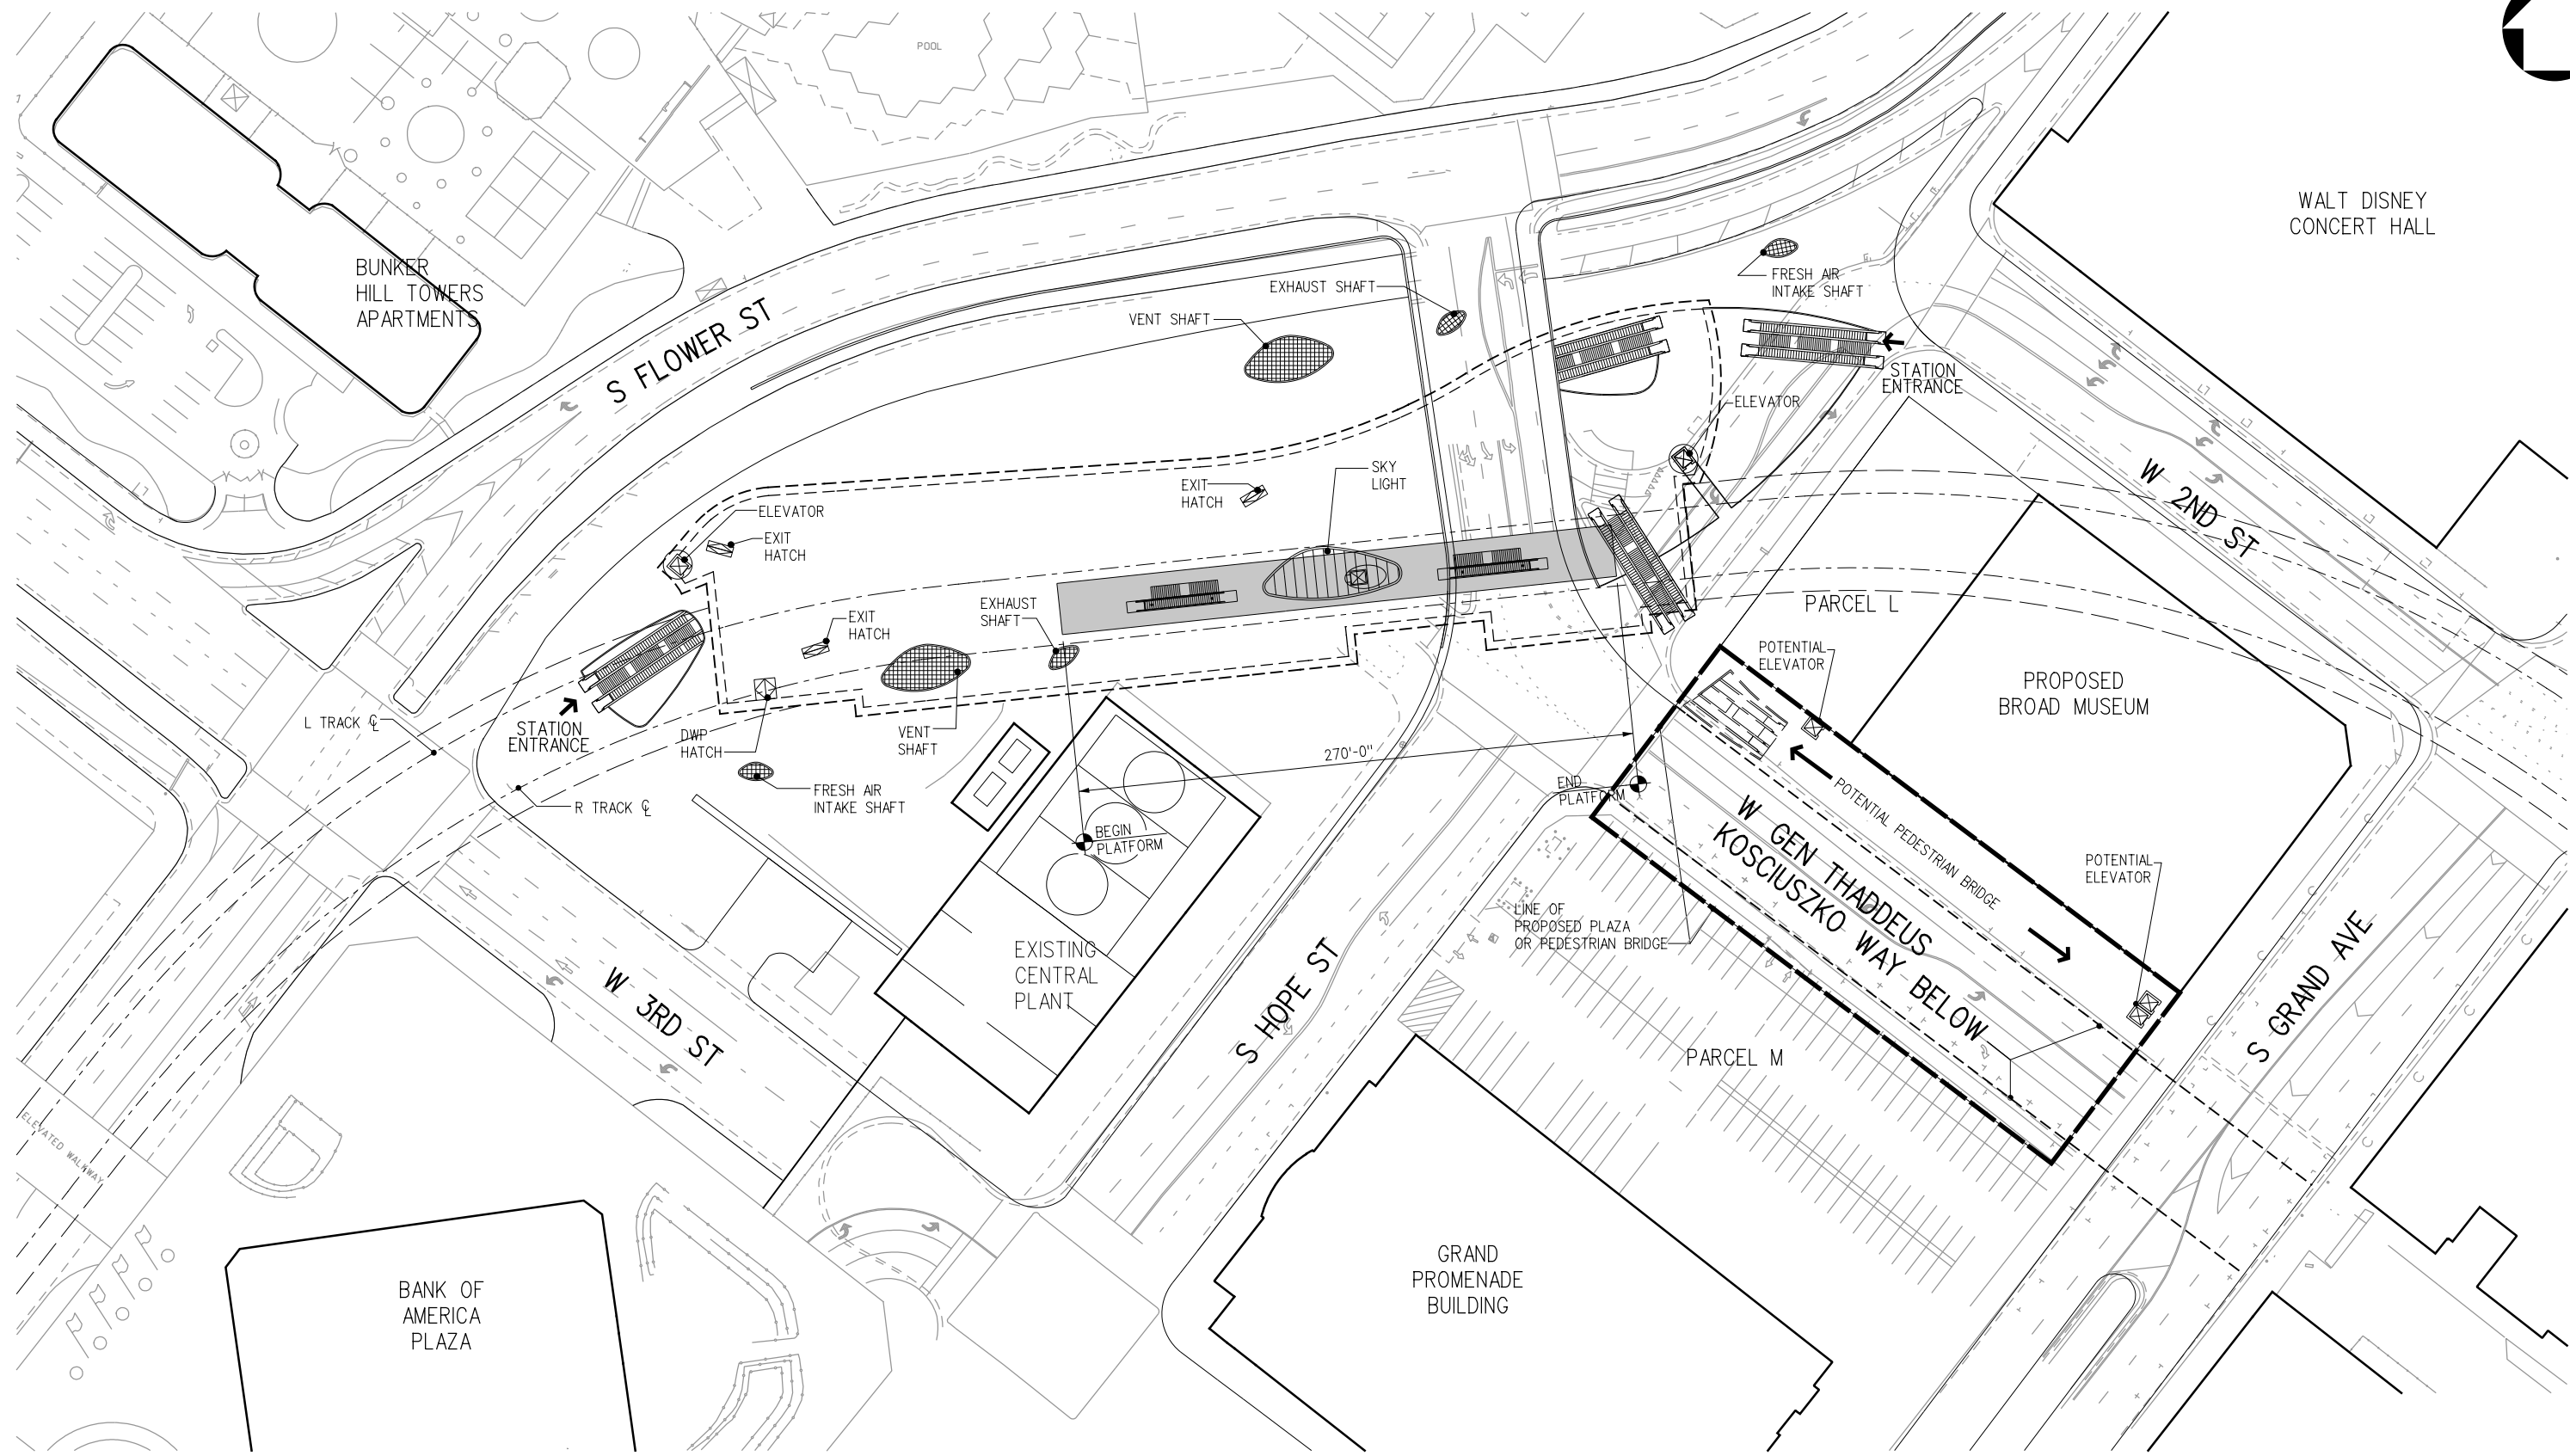 POOL
WALT DISNEY
CONCERT HALL
BUNKER
HILL TOWERS
APARTMENTS
S FLOWER ST
EXHAUST SHAFT
VENT SHAFT
FRESH AIR
INTAKE SHAFT
STATION
ENTRANCE
ELEVATOR
SKY
LIGHT
EXIT
HATCH
W 2ND ST
ELEVATOR
EXIT
HATCH
EXIT
HATCH
EXHAUST
SHAFT
PARCEL L
POTENTIAL
ELEVATOR
PROPOSED
BROAD MUSEUM
L TRACK ℄
STATION
ENTRANCE
DWP
HATCH
VENT
SHAFT
270'-0"
R TRACK ℄
FRESH AIR
INTAKE SHAFT
BEGIN
PLATFORM
END
PLATFORM
POTENTIAL PEDESTRIAN BRIDGE
W GEN THADDEUS
KOSCIUSZKO WAY BELOW
POTENTIAL
ELEVATOR
LINE OF
PROPOSED PLAZA
OR PEDESTRIAN BRIDGE
EXISTING
CENTRAL
PLANT
W 3RD ST
S HOPE ST
S GRAND AVE
PARCEL M
ELEVATED WALKWAY
BANK OF
AMERICA
PLAZA
GRAND
PROMENADE
BUILDING